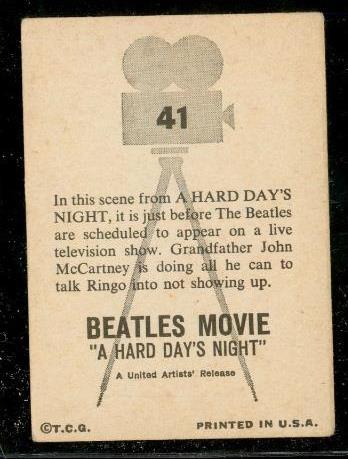 41
In this scene from A HARD DAY'S
NIGHT, it is just before The Beatles
are scheduled to appear on a live
television show. Grandfather John
McCartney is doing all he can to
talk Ringo into not showing up.
BEATLES MOVIE
"A HARD DAY'S NIGHT"
A United Artists' Release
©T.C.G. PRINTED IN U.S.A.